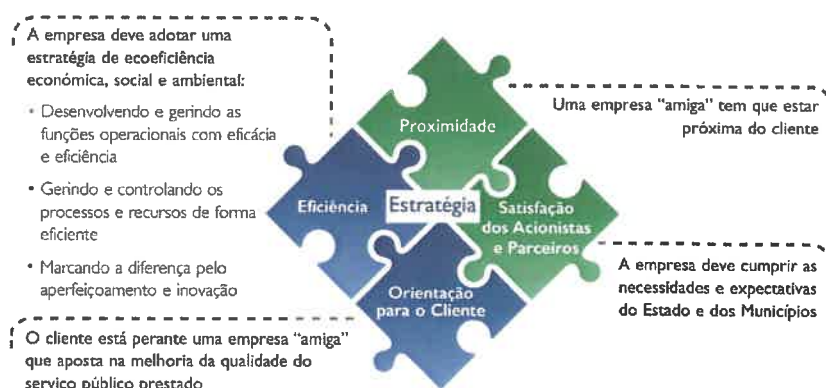 A empresa deve adotar uma
estratégia de ecoeficiência
económica, social e ambiental:
• Desenvolvendo e gerindo as
funções operacionais com eficácia
e eficiência
• Gerindo e controlando os
processos e recursos de forma
eficiente
• Marcando a diferença pelo
aperfeiçoamento e inovação
Proximidade
Uma empresa "amiga" tem que estar
próxima do cliente
Eficiência
Estratégia
Satisfação
dos Acionistas
e Parceiros
A empresa deve cumprir as
necessidades e expectativas
do Estado e dos Municípios
Orientação
para o Cliente
O cliente está perante uma empresa "amiga"
que aposta na melhoria da qualidade do
serviço público prestado